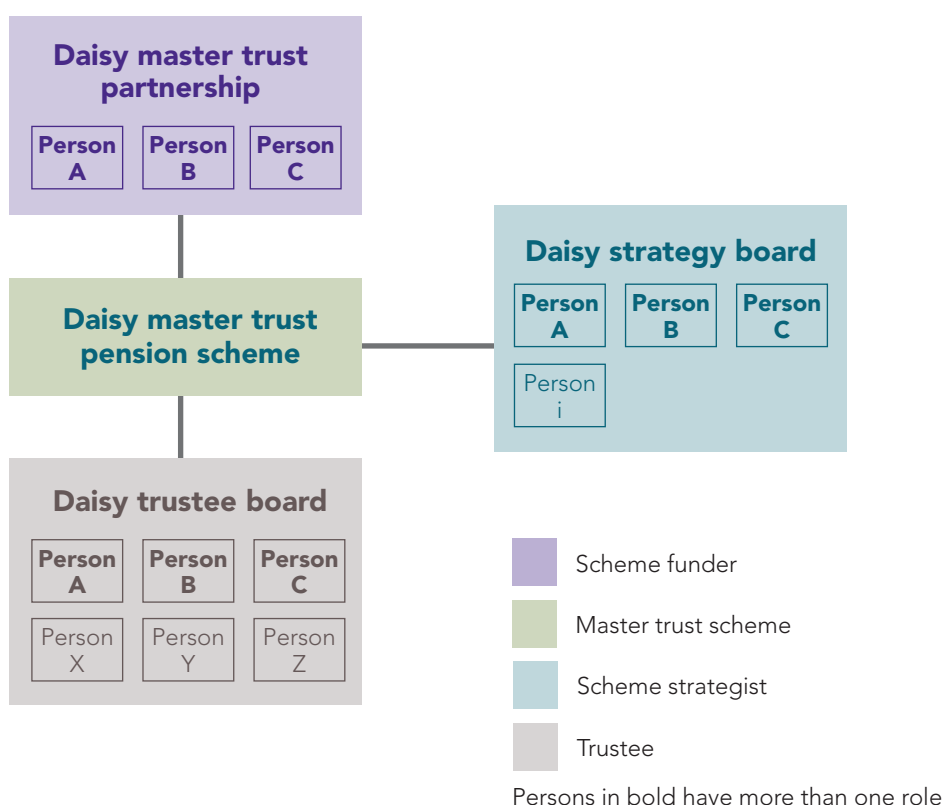 Daisy master trust
partnership
Person
A
Person
B
Person
C
Daisy strategy board
Person
A
Person
B
Person
C
Person
i
Daisy master trust
pension scheme
Daisy trustee board
Person
A
Person
B
Person
C
Person
X
Person
Y
Person
Z
Scheme funder
Master trust scheme
Scheme strategist
Trustee
Persons in bold have more than one role